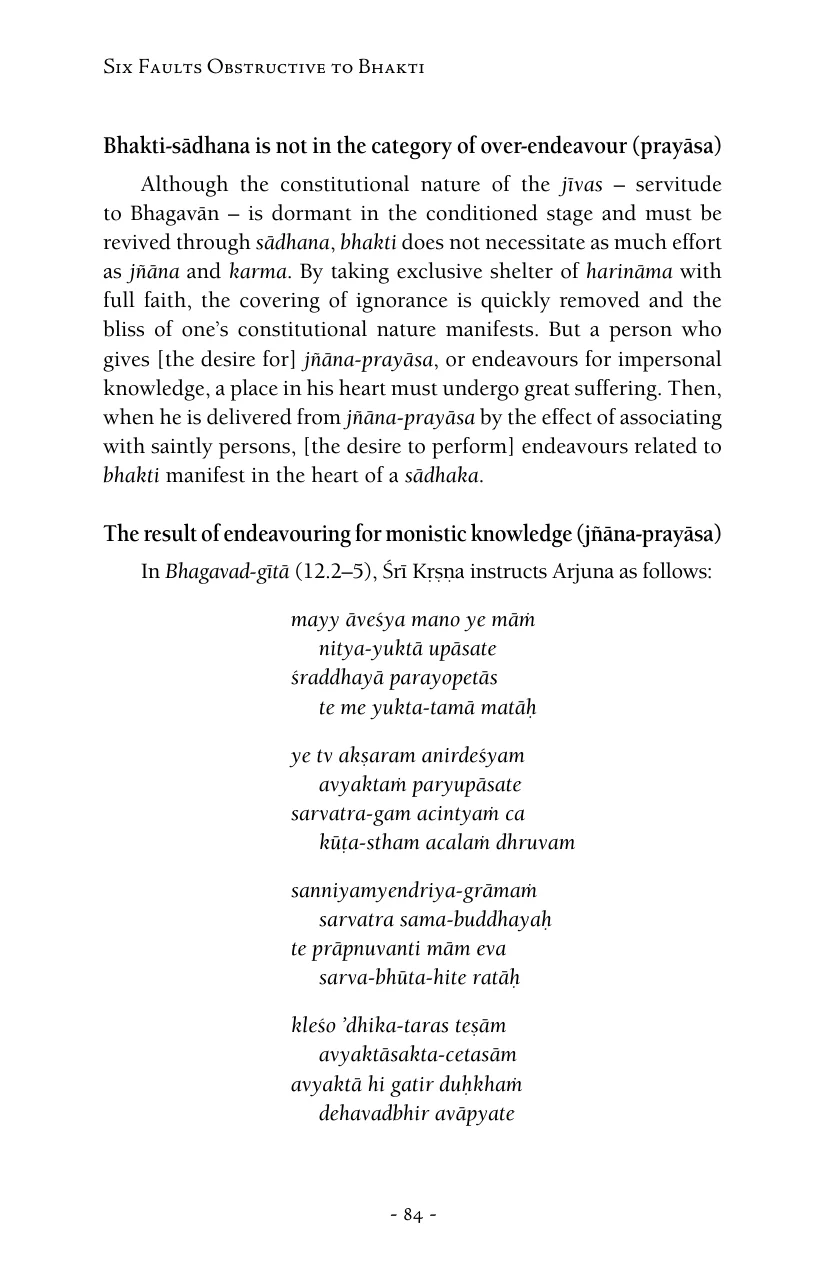 Six Faults Obstructive to Bhakti
Bhakti-sādhana is not in the category of over-endeavour (prayāsa)
Although the constitutional nature of the jīvas – servitude
to Bhagavān – is dormant in the conditioned stage and must be
revived through sādhana, bhakti does not necessitate as much effort
as jñāna and karma. By taking exclusive shelter of harināma with
full faith, the covering of ignorance is quickly removed and the
bliss of one’s constitutional nature manifests. But a person who
gives [the desire for] jñāna-prayāsa, or endeavours for impersonal
knowledge, a place in his heart must undergo great suffering. Then,
when he is delivered from jñāna-prayāsa by the effect of associating
with saintly persons, [the desire to perform] endeavours related to
bhakti manifest in the heart of a sādhaka.
The result of endeavouring for monistic knowledge (jñāna-prayāsa)
In Bhagavad-gītā (12.2–5), Śrī Kṛṣṇa instructs Arjuna as follows:
mayy āveśya mano ye māṁ
nitya-yuktā upāsate
śraddhayā parayopetās
te me yukta-tamā matāḥ
ye tv akṣaram anirdeśyam
avyaktaṁ paryupāsate
sarvatra-gam acintyaṁ ca
kūṭa-stham acalaṁ dhruvam
sanniyamyendriya-grāmaṁ
sarvatra sama-buddhayaḥ
te prāpnuvanti mām eva
sarva-bhūta-hite ratāḥ
kleśo ’dhika-taras teṣām
avyaktāsakta-cetasām
avyaktā hi gatir duḥkhaṁ
dehavadbhir avāpyate
- 84 -